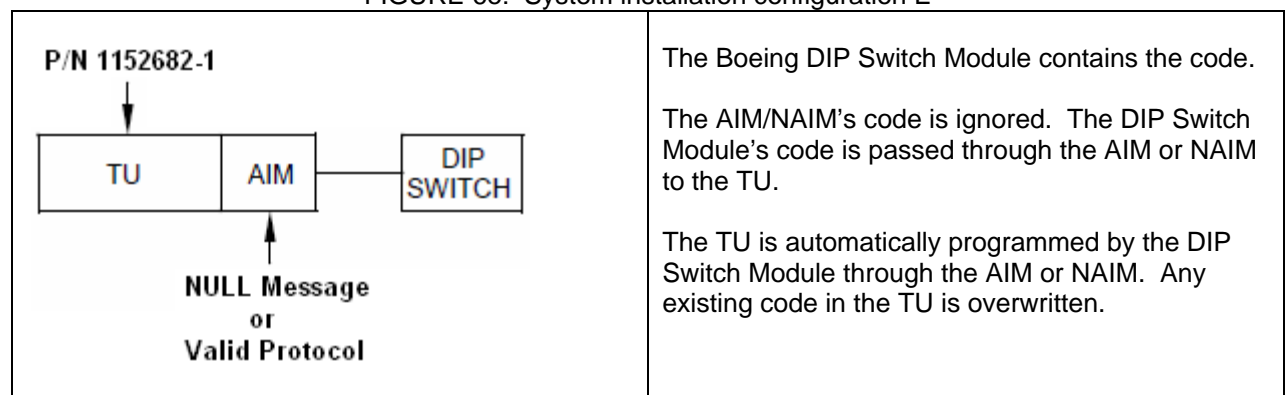 P/N 1152682-1
TU
AIM
DIP
SWITCH
NULL Message
or
Valid Protocol
The Boeing DIP Switch Module contains the code.
The AIM/NAIM's code is ignored. The DIP Switch
Module's code is passed through the AIM or NAIM
to the TU.
The TU is automatically programmed by the DIP
Switch Module through the AIM or NAIM. Any
existing code in the TU is overwritten.